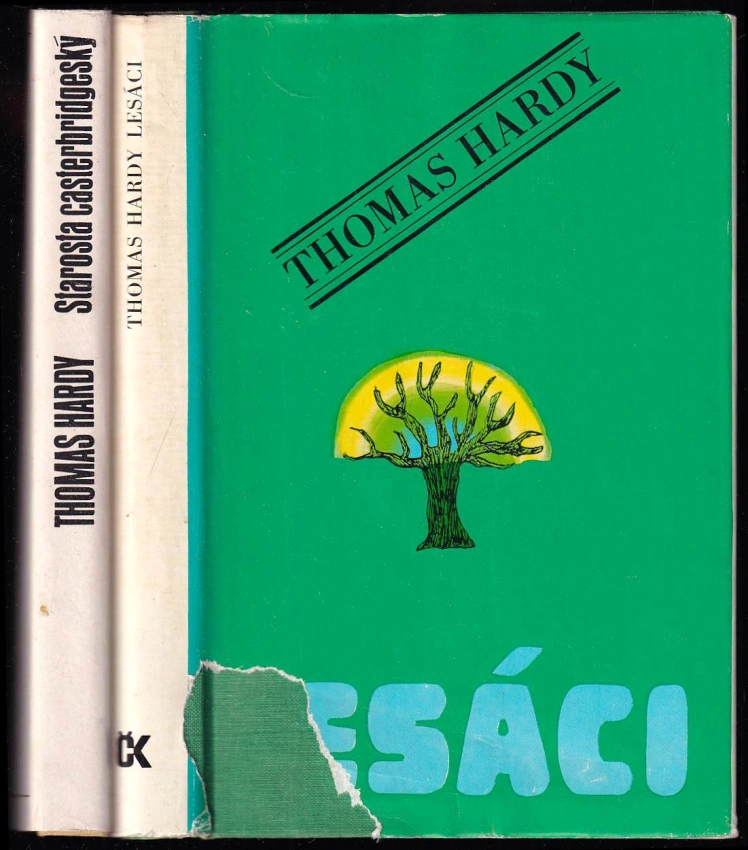 THOMAS HARDY Starosta casterbridgeský
THOMAS HARDY LESÁCI
ČK
THOMAS HARDY
ESÁCI